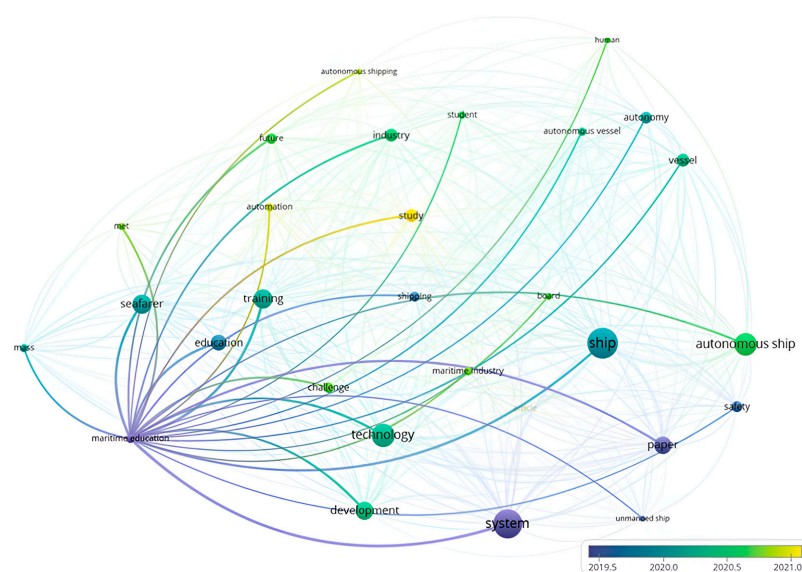 human
autonomous shipping
student
autonomy
autonomous vessel
industry
future
vessel
automation
study
met
shipping
board
training
seafarer
education
ship
autonomous ship
mass
maritime industry
challenge
article
safety
maritime education
technology
paper
development
system
unmanned ship
2019.5
2020.0
2020.5
2021.0